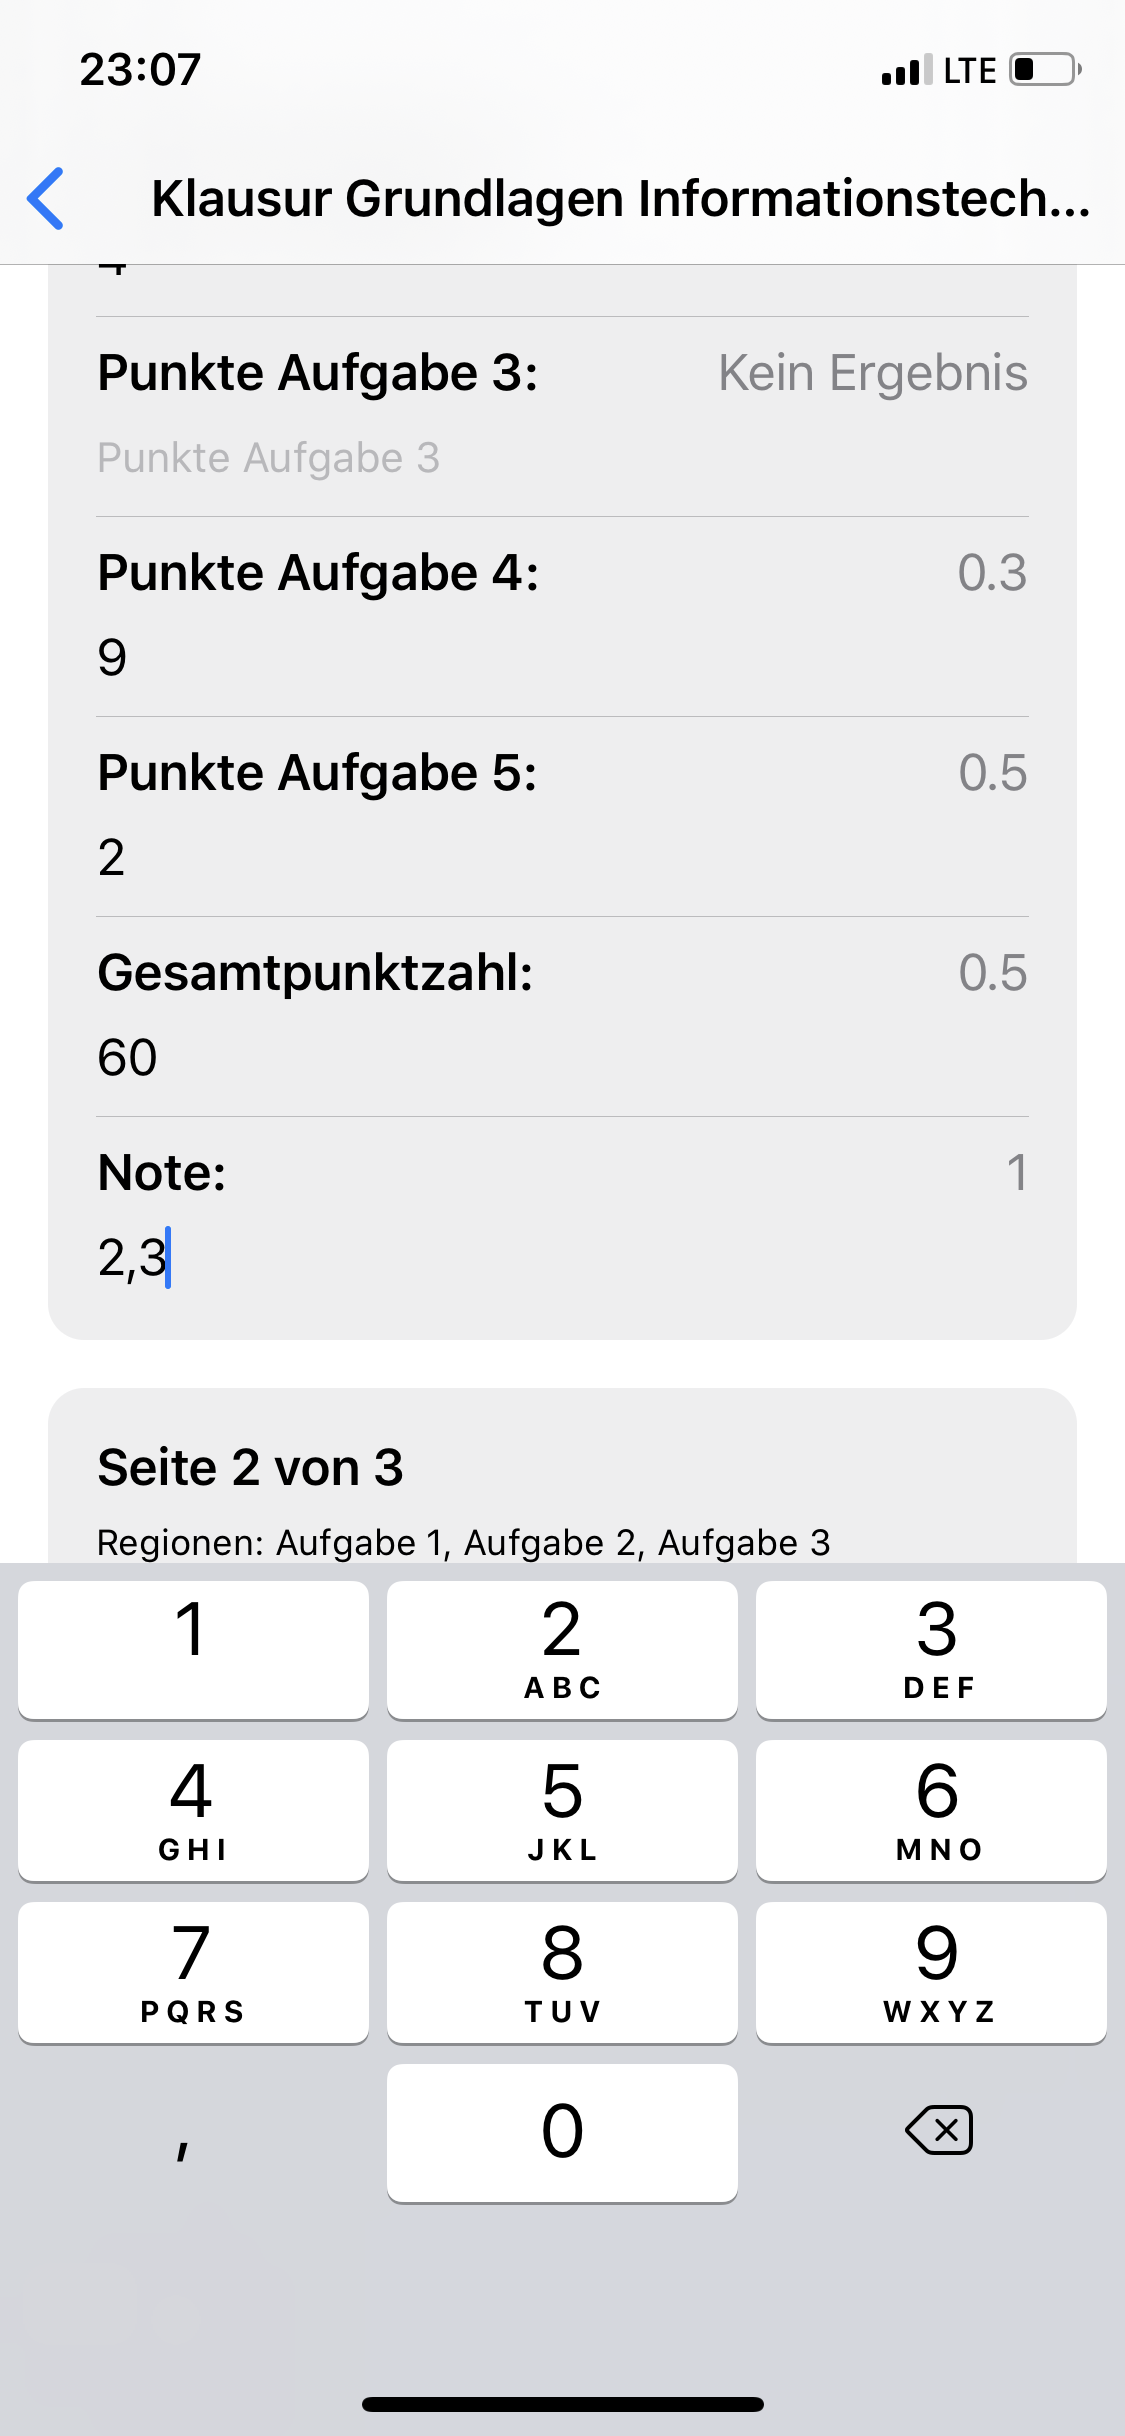 23:07
LTE
Klausur Grundlagen Informationstech...
4
Punkte Aufgabe 3: Kein Ergebnis
Punkte Aufgabe 3
Punkte Aufgabe 4: 0.3
9
Punkte Aufgabe 5: 0.5
2
Gesamtpunktzahl: 0.5
60
Note: 1
2,3
Seite 2 von 3
Regionen: Aufgabe 1, Aufgabe 2, Aufgabe 3
1 2 3
ABC DEF
4 5 6
GHI JKL MNO
7 8 9
PQRS TUV WXYZ
, 0